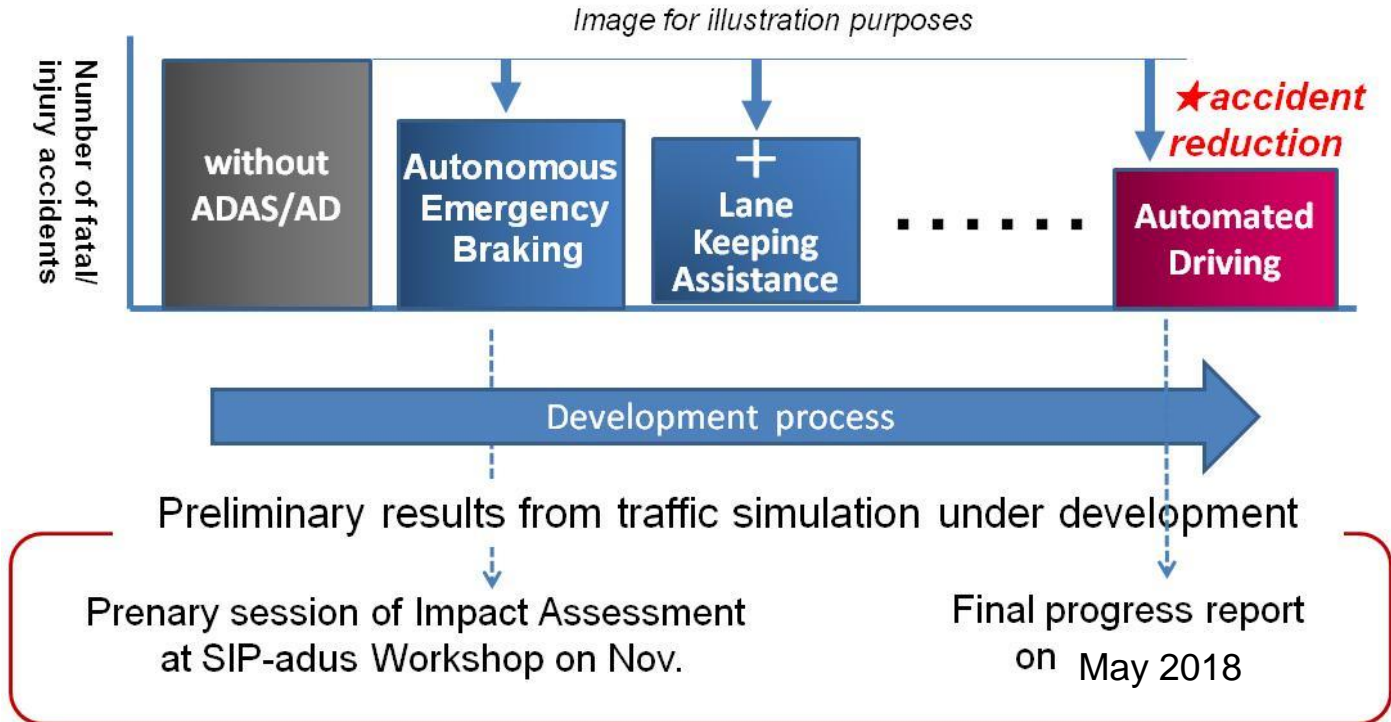 Image for illustration purposes
Number of fatal/
injury accidents
without
ADAS/AD
Autonomous
Emergency
Braking
+
Lane
Keeping
Assistance
......
Automated
Driving
★accident
reduction
Development process
Preliminary results from traffic simulation under development
Prenary session of Impact Assessment
at SIP-adus Workshop on Nov.
Final progress report
on May 2018